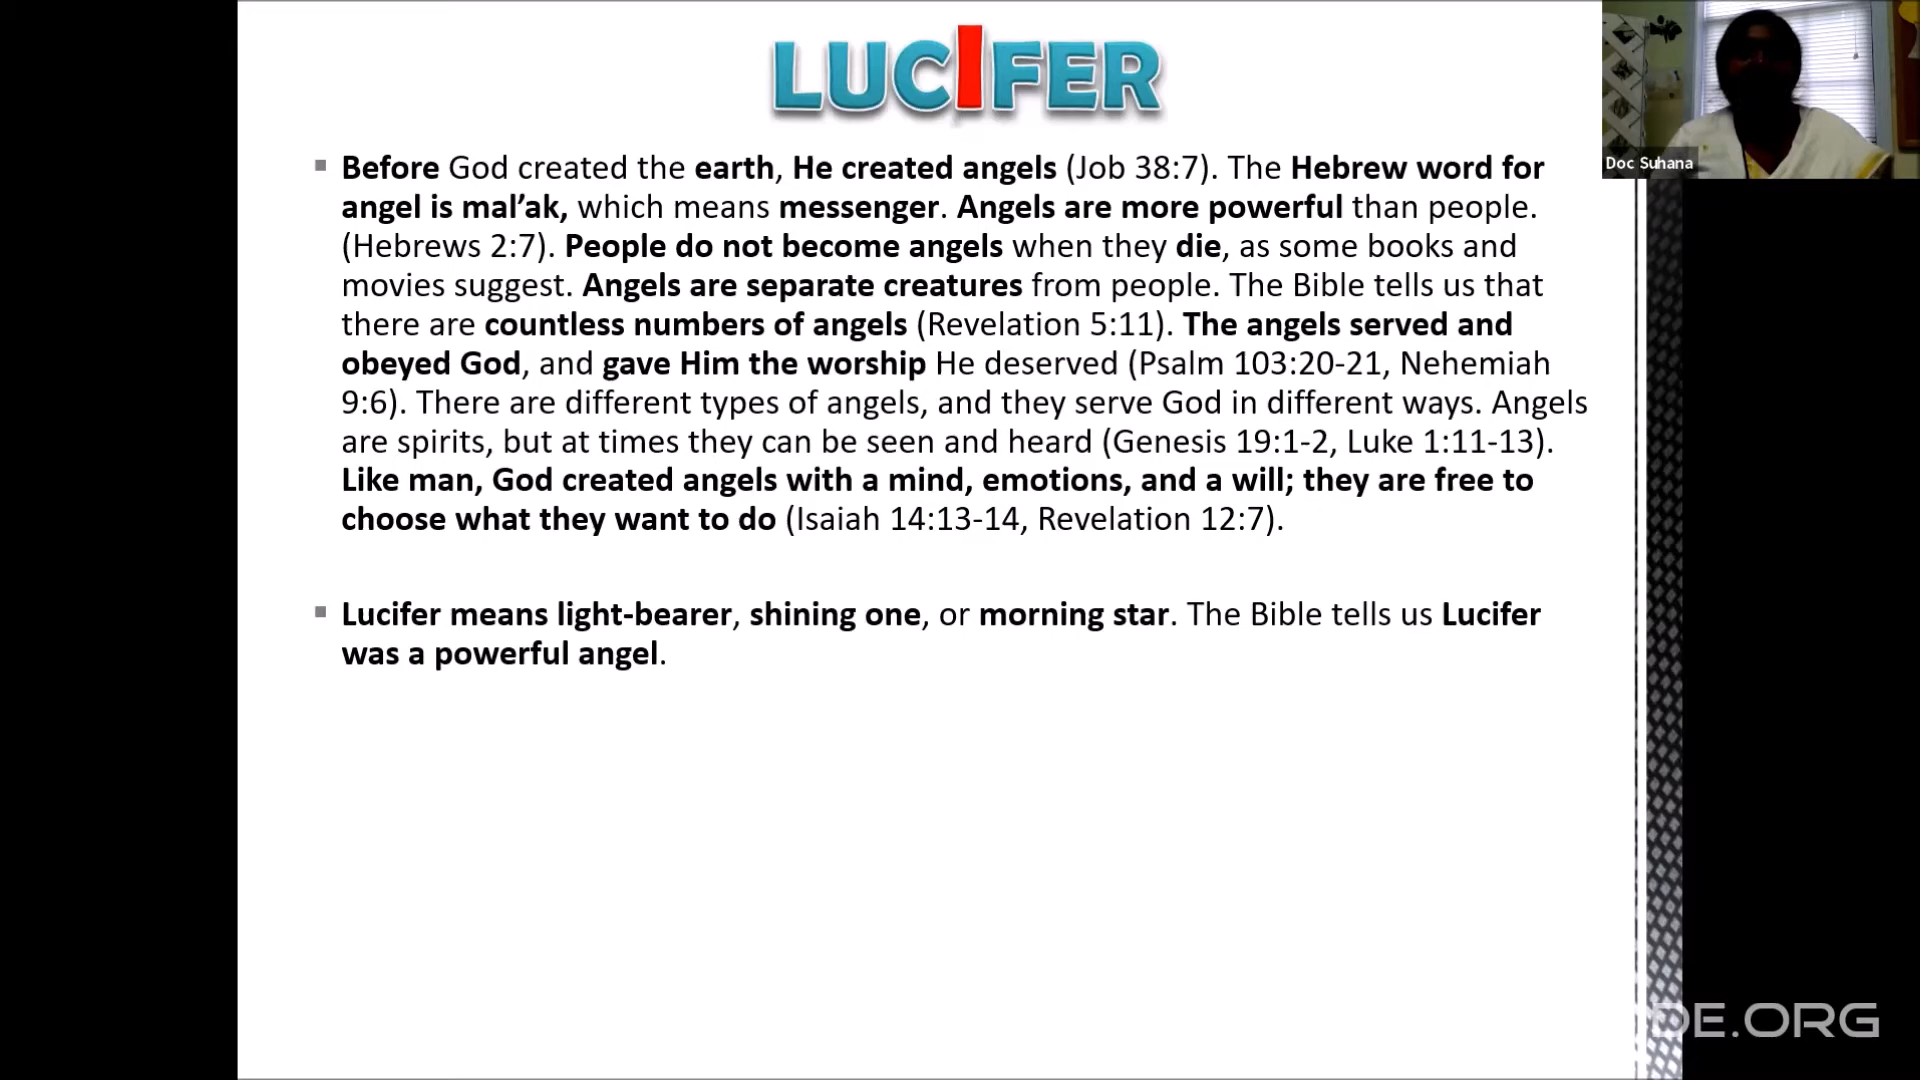 LUCIFER
Before God created the earth, He created angels (Job 38:7). The Hebrew word for
angel is mal’ak, which means messenger. Angels are more powerful than people.
(Hebrews 2:7). People do not become angels when they die, as some books and
movies suggest. Angels are separate creatures from people. The Bible tells us that
there are countless numbers of angels (Revelation 5:11). The angels served and
obeyed God, and gave Him the worship He deserved (Psalm 103:20-21, Nehemiah
9:6). There are different types of angels, and they serve God in different ways. Angels
are spirits, but at times they can be seen and heard (Genesis 19:1-2, Luke 1:11-13).
Like man, God created angels with a mind, emotions, and a will; they are free to
choose what they want to do (Isaiah 14:13-14, Revelation 12:7).
Lucifer means light-bearer, shining one, or morning star. The Bible tells us Lucifer
was a powerful angel.
Doc Suhana
DE.ORG